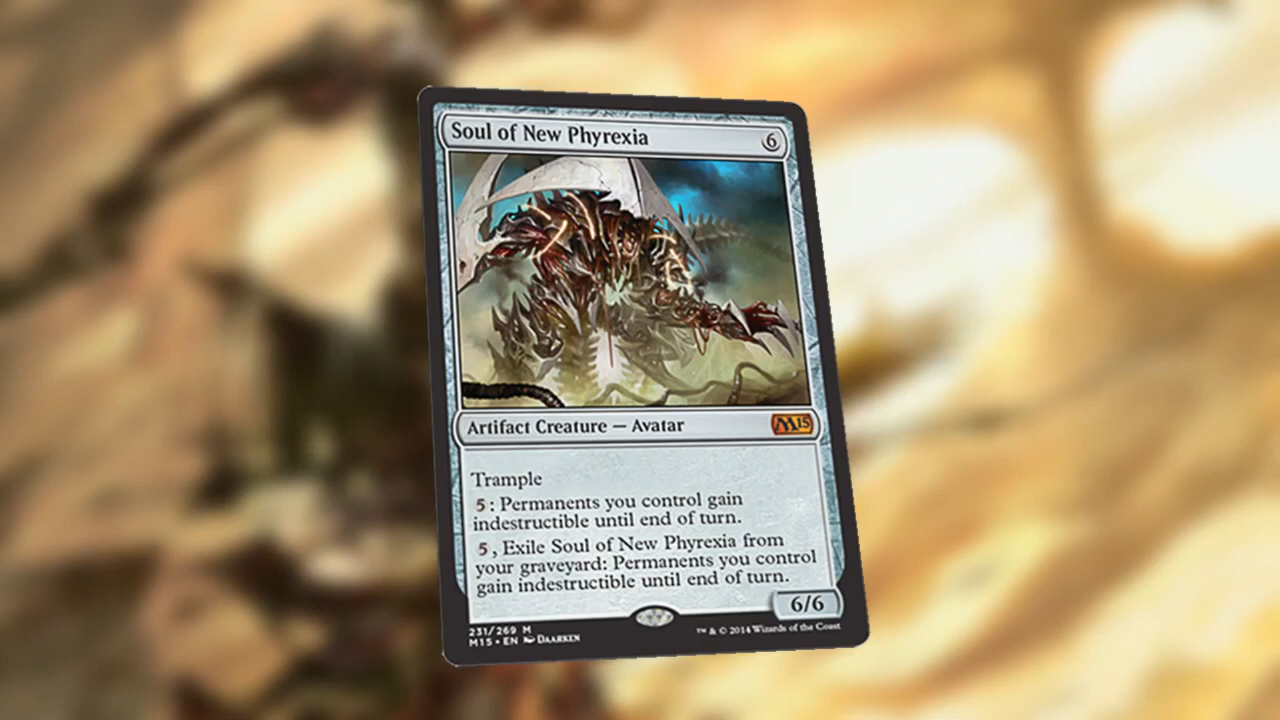 Soul of New Phyrexia 6
Artifact Creature — Avatar M15
Trample
5: Permanents you control gain
indestructible until end of turn.
5, Exile Soul of New Phyrexia from
your graveyard: Permanents you control
gain indestructible until end of turn.
6/6
231/269 M
M15 • EN DAARKEN
™ & © 2014 Wizards of the Coast